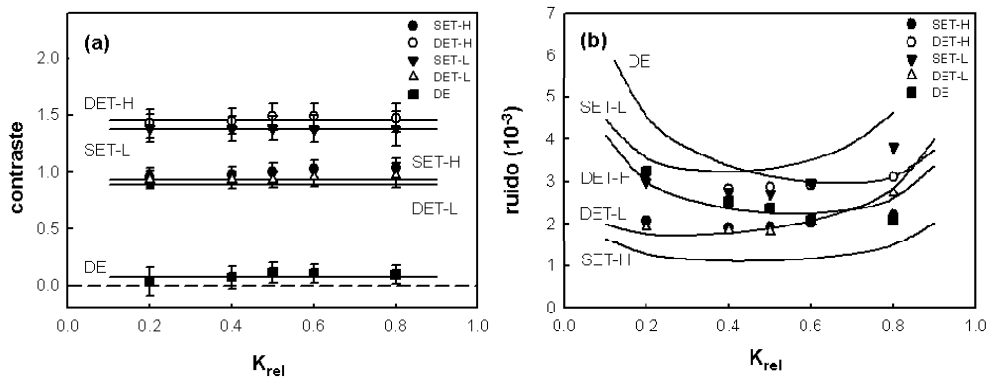 (a)
SET-H
DET-H
SET-L
DET-L
DE
2.0
1.5
1.0
0.5
0.0
contraste
DET-H
SET-L
SET-H
DET-L
DE
0.0 0.2 0.4 0.6 0.8 1.0
K_rel
(b)
SET-H
DET-H
SET-L
DET-L
DE
7
6
5
4
3
2
1
0
ruido (10^-3)
DE
SET-L
DET-H
DET-L
SET-H
0.0 0.2 0.4 0.6 0.8 1.0
K_rel